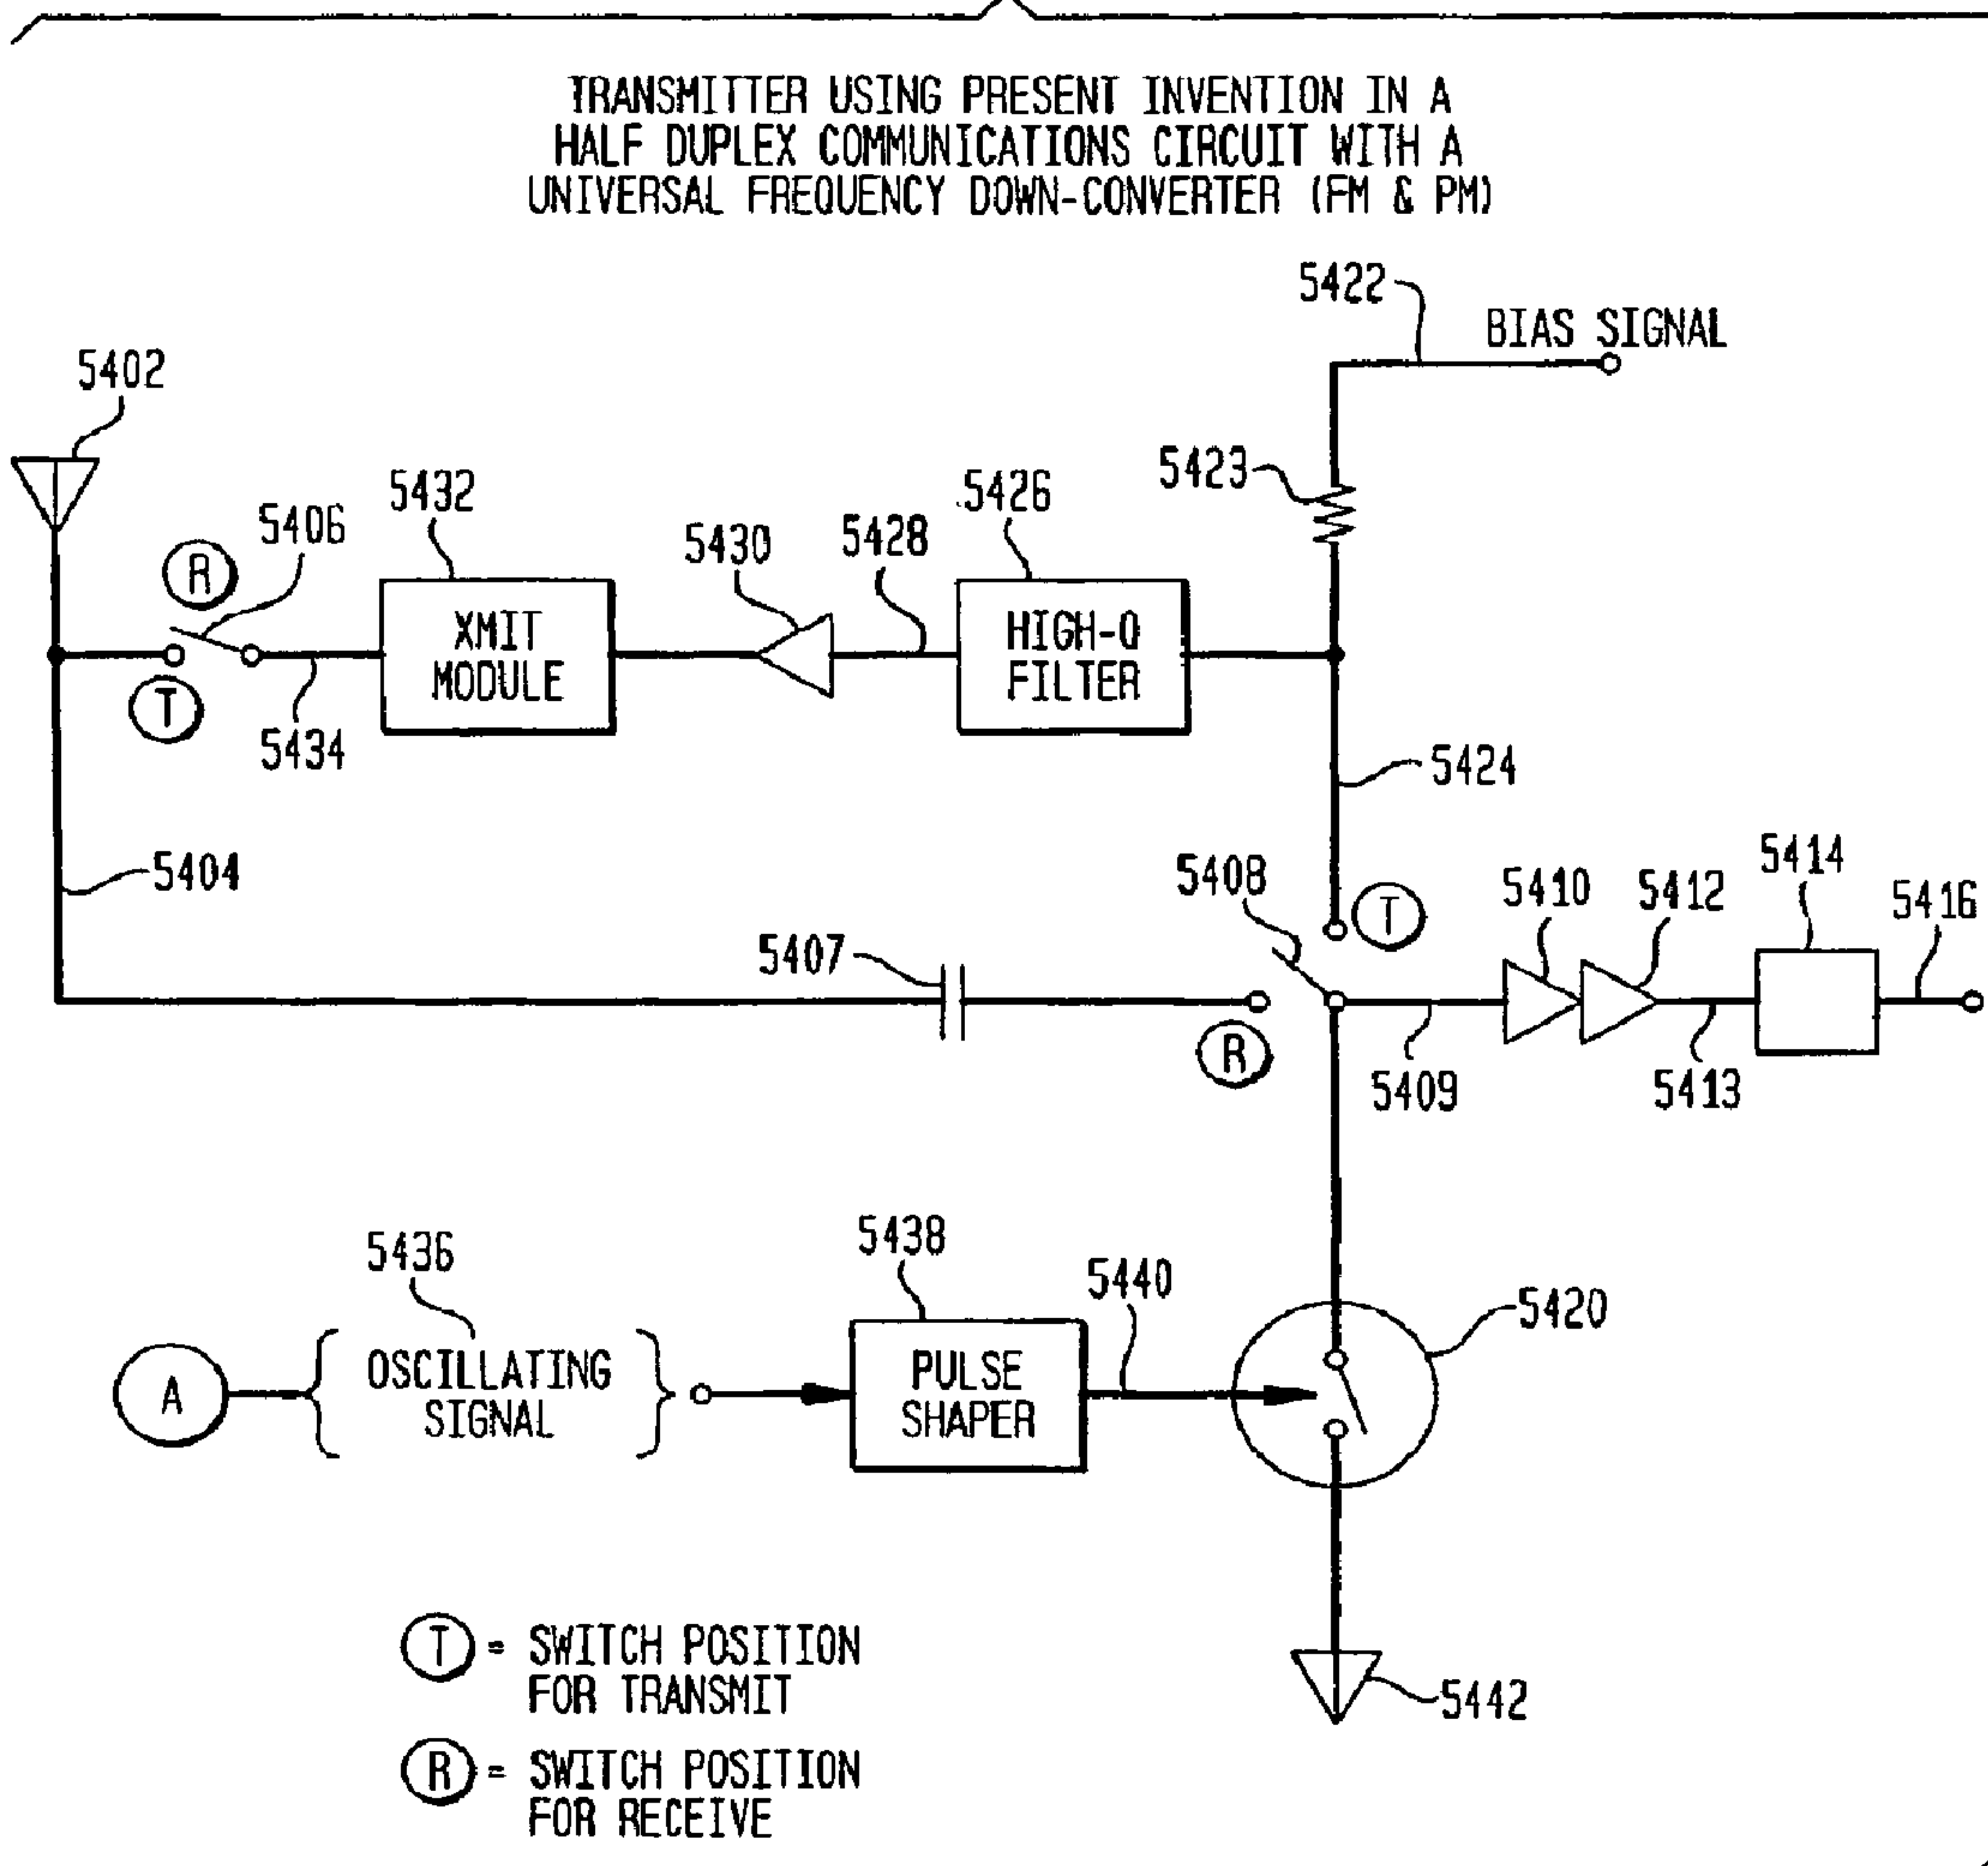 TRANSMITTER USING PRESENT INVENTION IN A
HALF DUPLEX COMMUNICATIONS CIRCUIT WITH A
UNIVERSAL FREQUENCY DOWN-CONVERTER (FM & PM)
5422
BIAS SIGNAL
5402
5423
5432
5426
5406
5430
5428
R
XMIT
MODULE
HIGH-Q
FILTER
T
5434
5424
5404
5408
T
5410
5412
5414
5416
5407
R
5409
5413
5436
5438
5440
5420
A
OSCILLATING
SIGNAL
PULSE
SHAPER
T = SWITCH POSITION
FOR TRANSMIT
5442
R = SWITCH POSITION
FOR RECEIVE